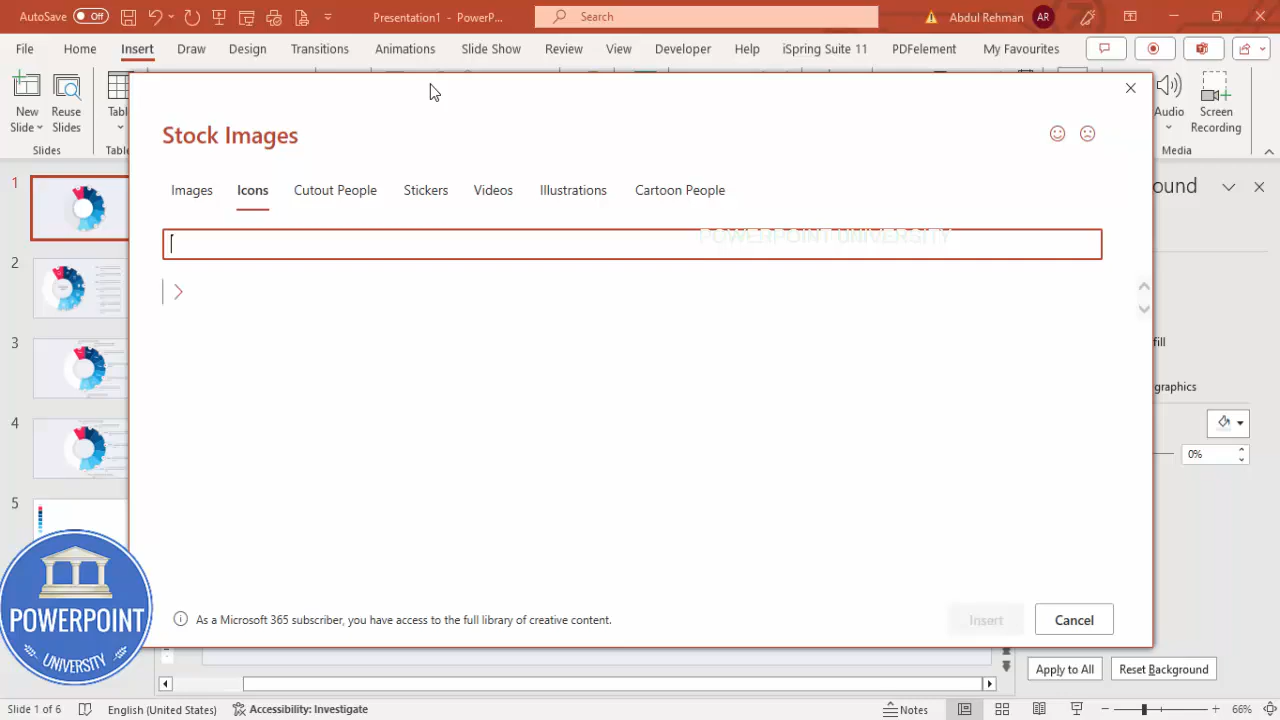 AutoSave Off Presentation1 - PowerP... Search Abdul Rehman AR
File Home Insert Draw Design Transitions Animations Slide Show Review View Developer Help iSpring Suite 11 PDFelement My Favourites
New Slide
Reuse Slides
Audio
Screen Recording
Slides
Media
Stock Images
Images Icons Cutout People Stickers Videos Illustrations Cartoon People
POWERPOINT UNIVERSITY
1
2
3
4
5
0%
As a Microsoft 365 subscriber, you have access to the full library of creative content.
Insert Cancel
POWERPOINT
UNIVERSITY
Apply to All Reset Background
Slide 1 of 6 English (United States) Accessibility: Investigate Notes 66%